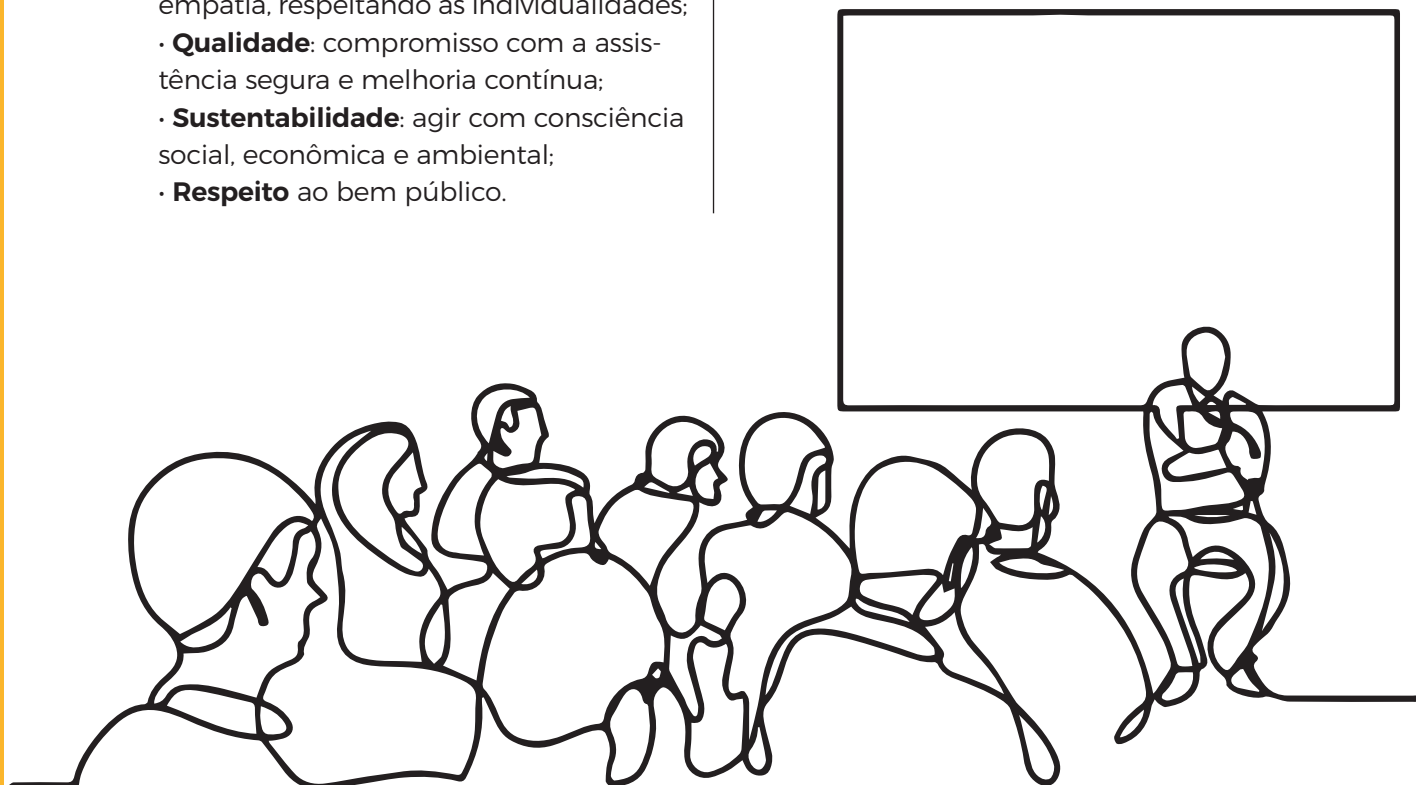 empatia, respeitando as individualidades;
· Qualidade: compromisso com a assis-
tência segura e melhoria contínua;
· Sustentabilidade: agir com consciência
social, econômica e ambiental;
· Respeito ao bem público.